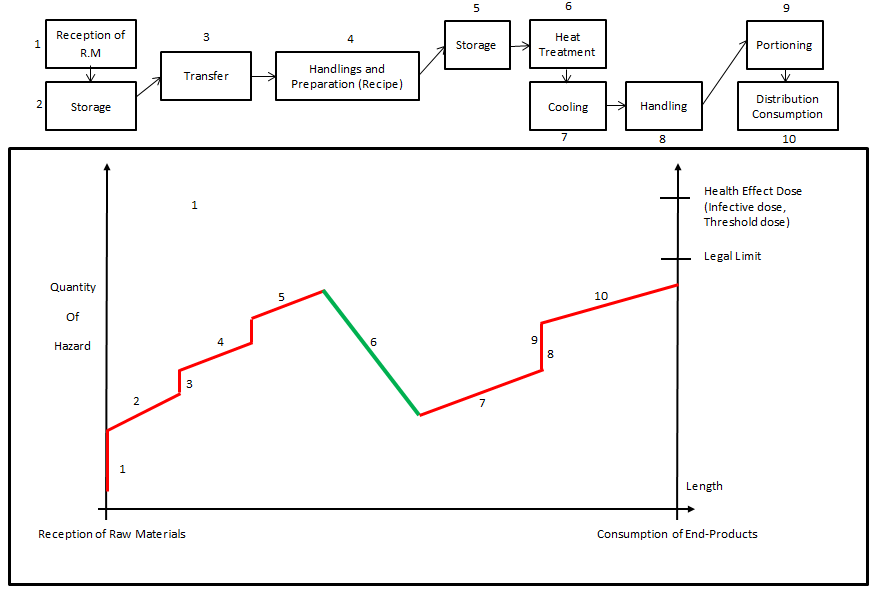 1
Reception of
R.M
2
Storage
3
Transfer
4
Handlings and
Preparation (Recipe)
5
Storage
6
Heat
Treatment
Cooling
7
Handling
8
9
Portioning
Distribution
Consumption
10
1
Health Effect Dose
(Infective dose,
Threshold dose)
Legal Limit
Quantity
Of
Hazard
1
2
3
4
5
6
7
8
9
10
Length
Reception of Raw Materials
Consumption of End-Products